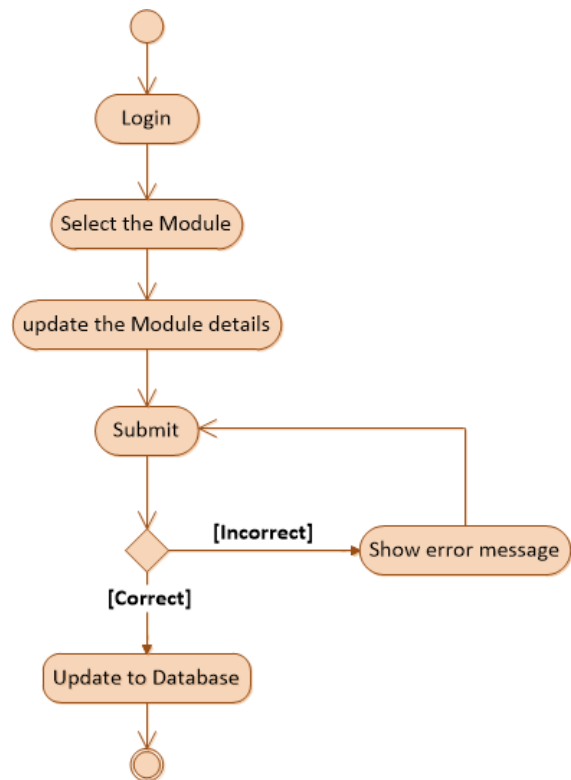 Login
Select the Module
update the Module details
Submit
[Incorrect]
Show error message
[Correct]
Update to Database